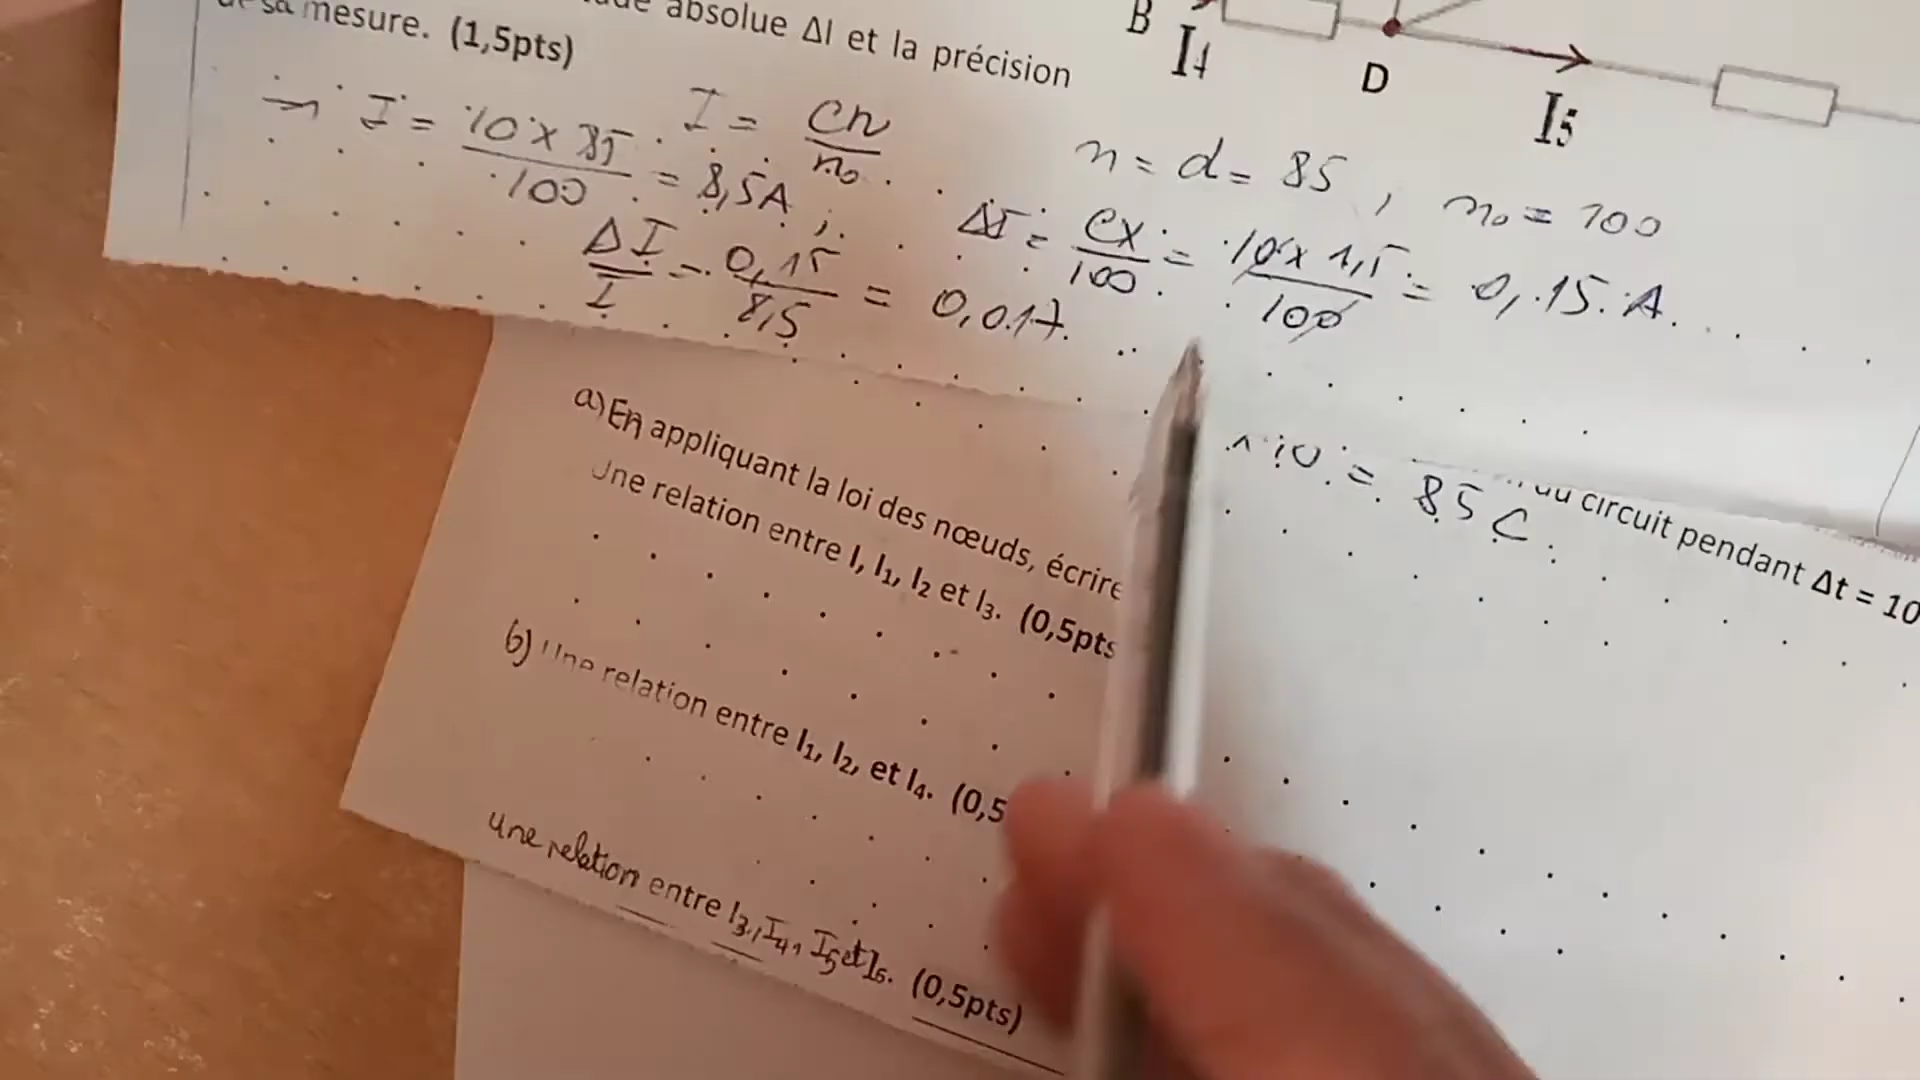 absolue ΔI et la précision
mesure. (1,5pts)
B
I4
D
I5
I = Cn / n₀
→ I = 10 x 85 / 100 = 8,5A ;
n = d = 85 , n₀ = 100
ΔI = Cx / 100 = 10 x 1,5 / 100 = 0,15 A
ΔI / I = 0,15 / 8,5 = 0,017
10 = 85 C
du circuit pendant Δt = 10
a) En appliquant la loi des nœuds, écrire
Une relation entre I, I₁, I₂ et I₃. (0,5pts
b) Une relation entre I₁, I₂, et I₄. (0,5
Une relation entre I₃, I₄, I₅ et I₆. (0,5pts)